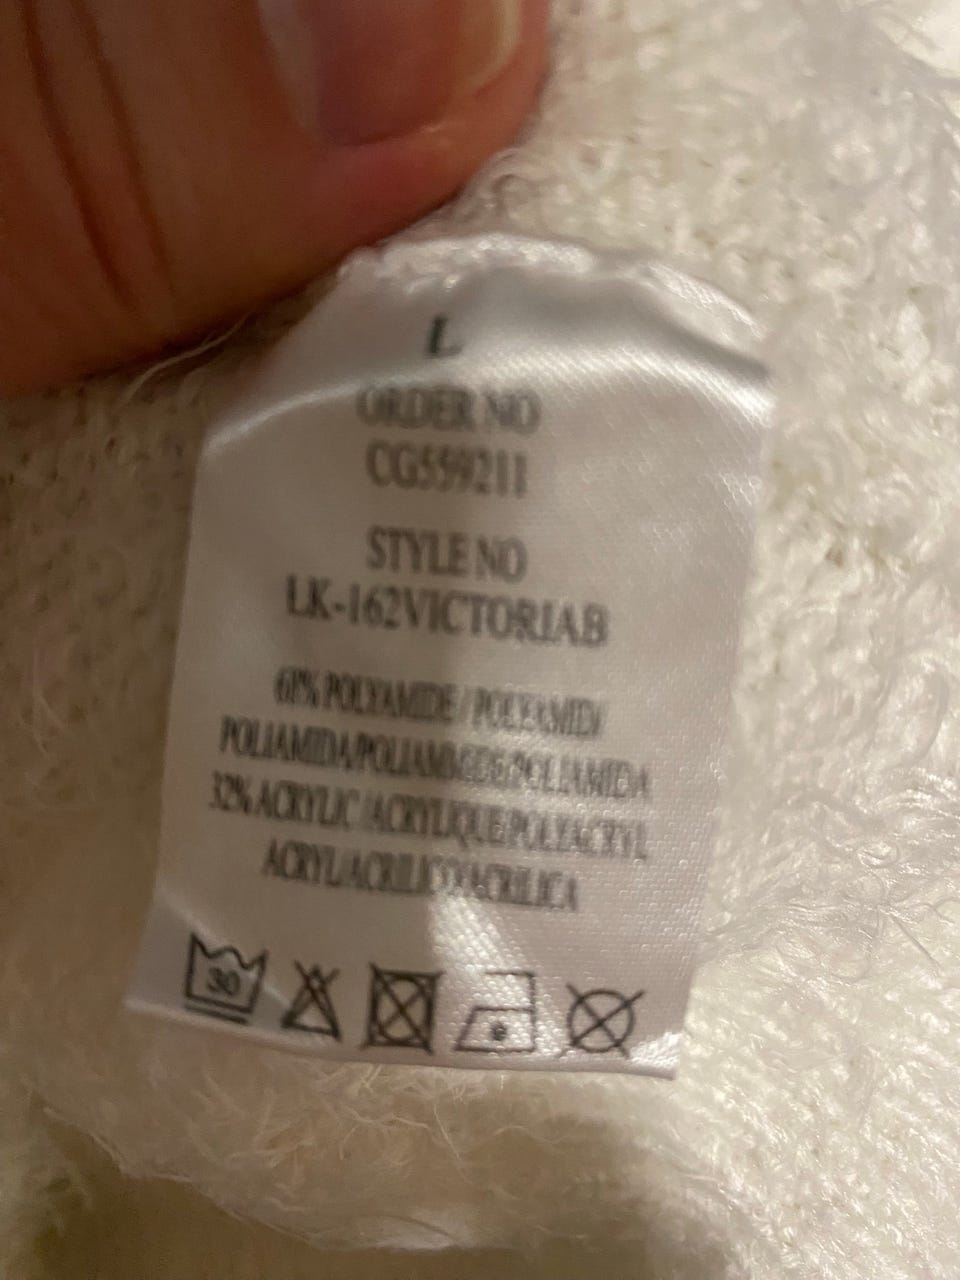 L
ORDER NO
CG559211
STYLE NO
LK-162VICTORIAB
POLYAMIDE / POLYAMID/
POLIAMIDA/POLIAMMIDE/POLIAMIDA
32% ACRYLIC /ACRYLIQUE/POLYACRYL
ACRYL/ACRILICO/ACRILICA
30